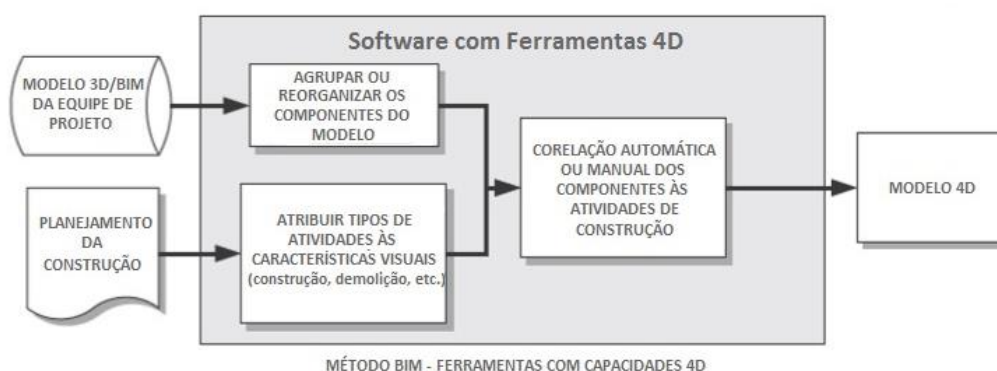 Software com Ferramentas 4D
MODELO 3D/BIM
DA EQUIPE DE
PROJETO
AGRUPAR OU
REORGANIZAR OS
COMPONENTES DO
MODELO
PLANEJAMENTO
DA
CONSTRUÇÃO
ATRIBUIR TIPOS DE
ATIVIDADES ÀS
CARACTERÍSTICAS VISUAIS
(construção, demolição, etc.)
CORELAÇÃO AUTOMÁTICA
OU MANUAL DOS
COMPONENTES ÀS
ATIVIDADES DE
CONSTRUÇÃO
MODELO 4D
MÉTODO BIM - FERRAMENTAS COM CAPACIDADES 4D